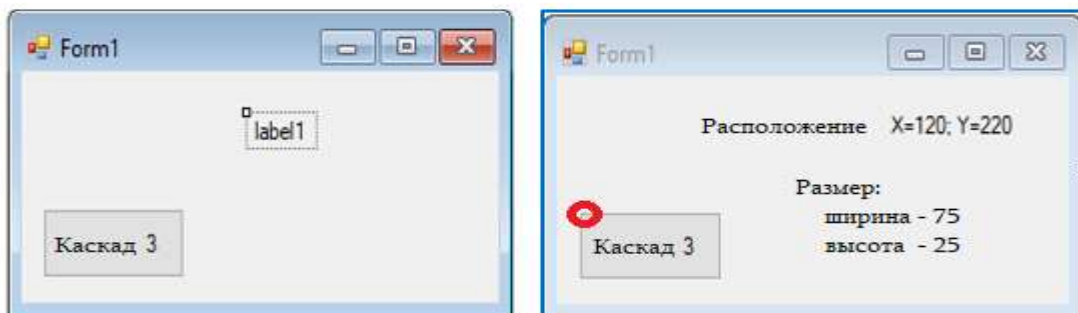 Form1
label1
Каскад 3
Form1
Расположение X=120; Y=220
Размер:
ширина - 75
высота - 25
Каскад 3